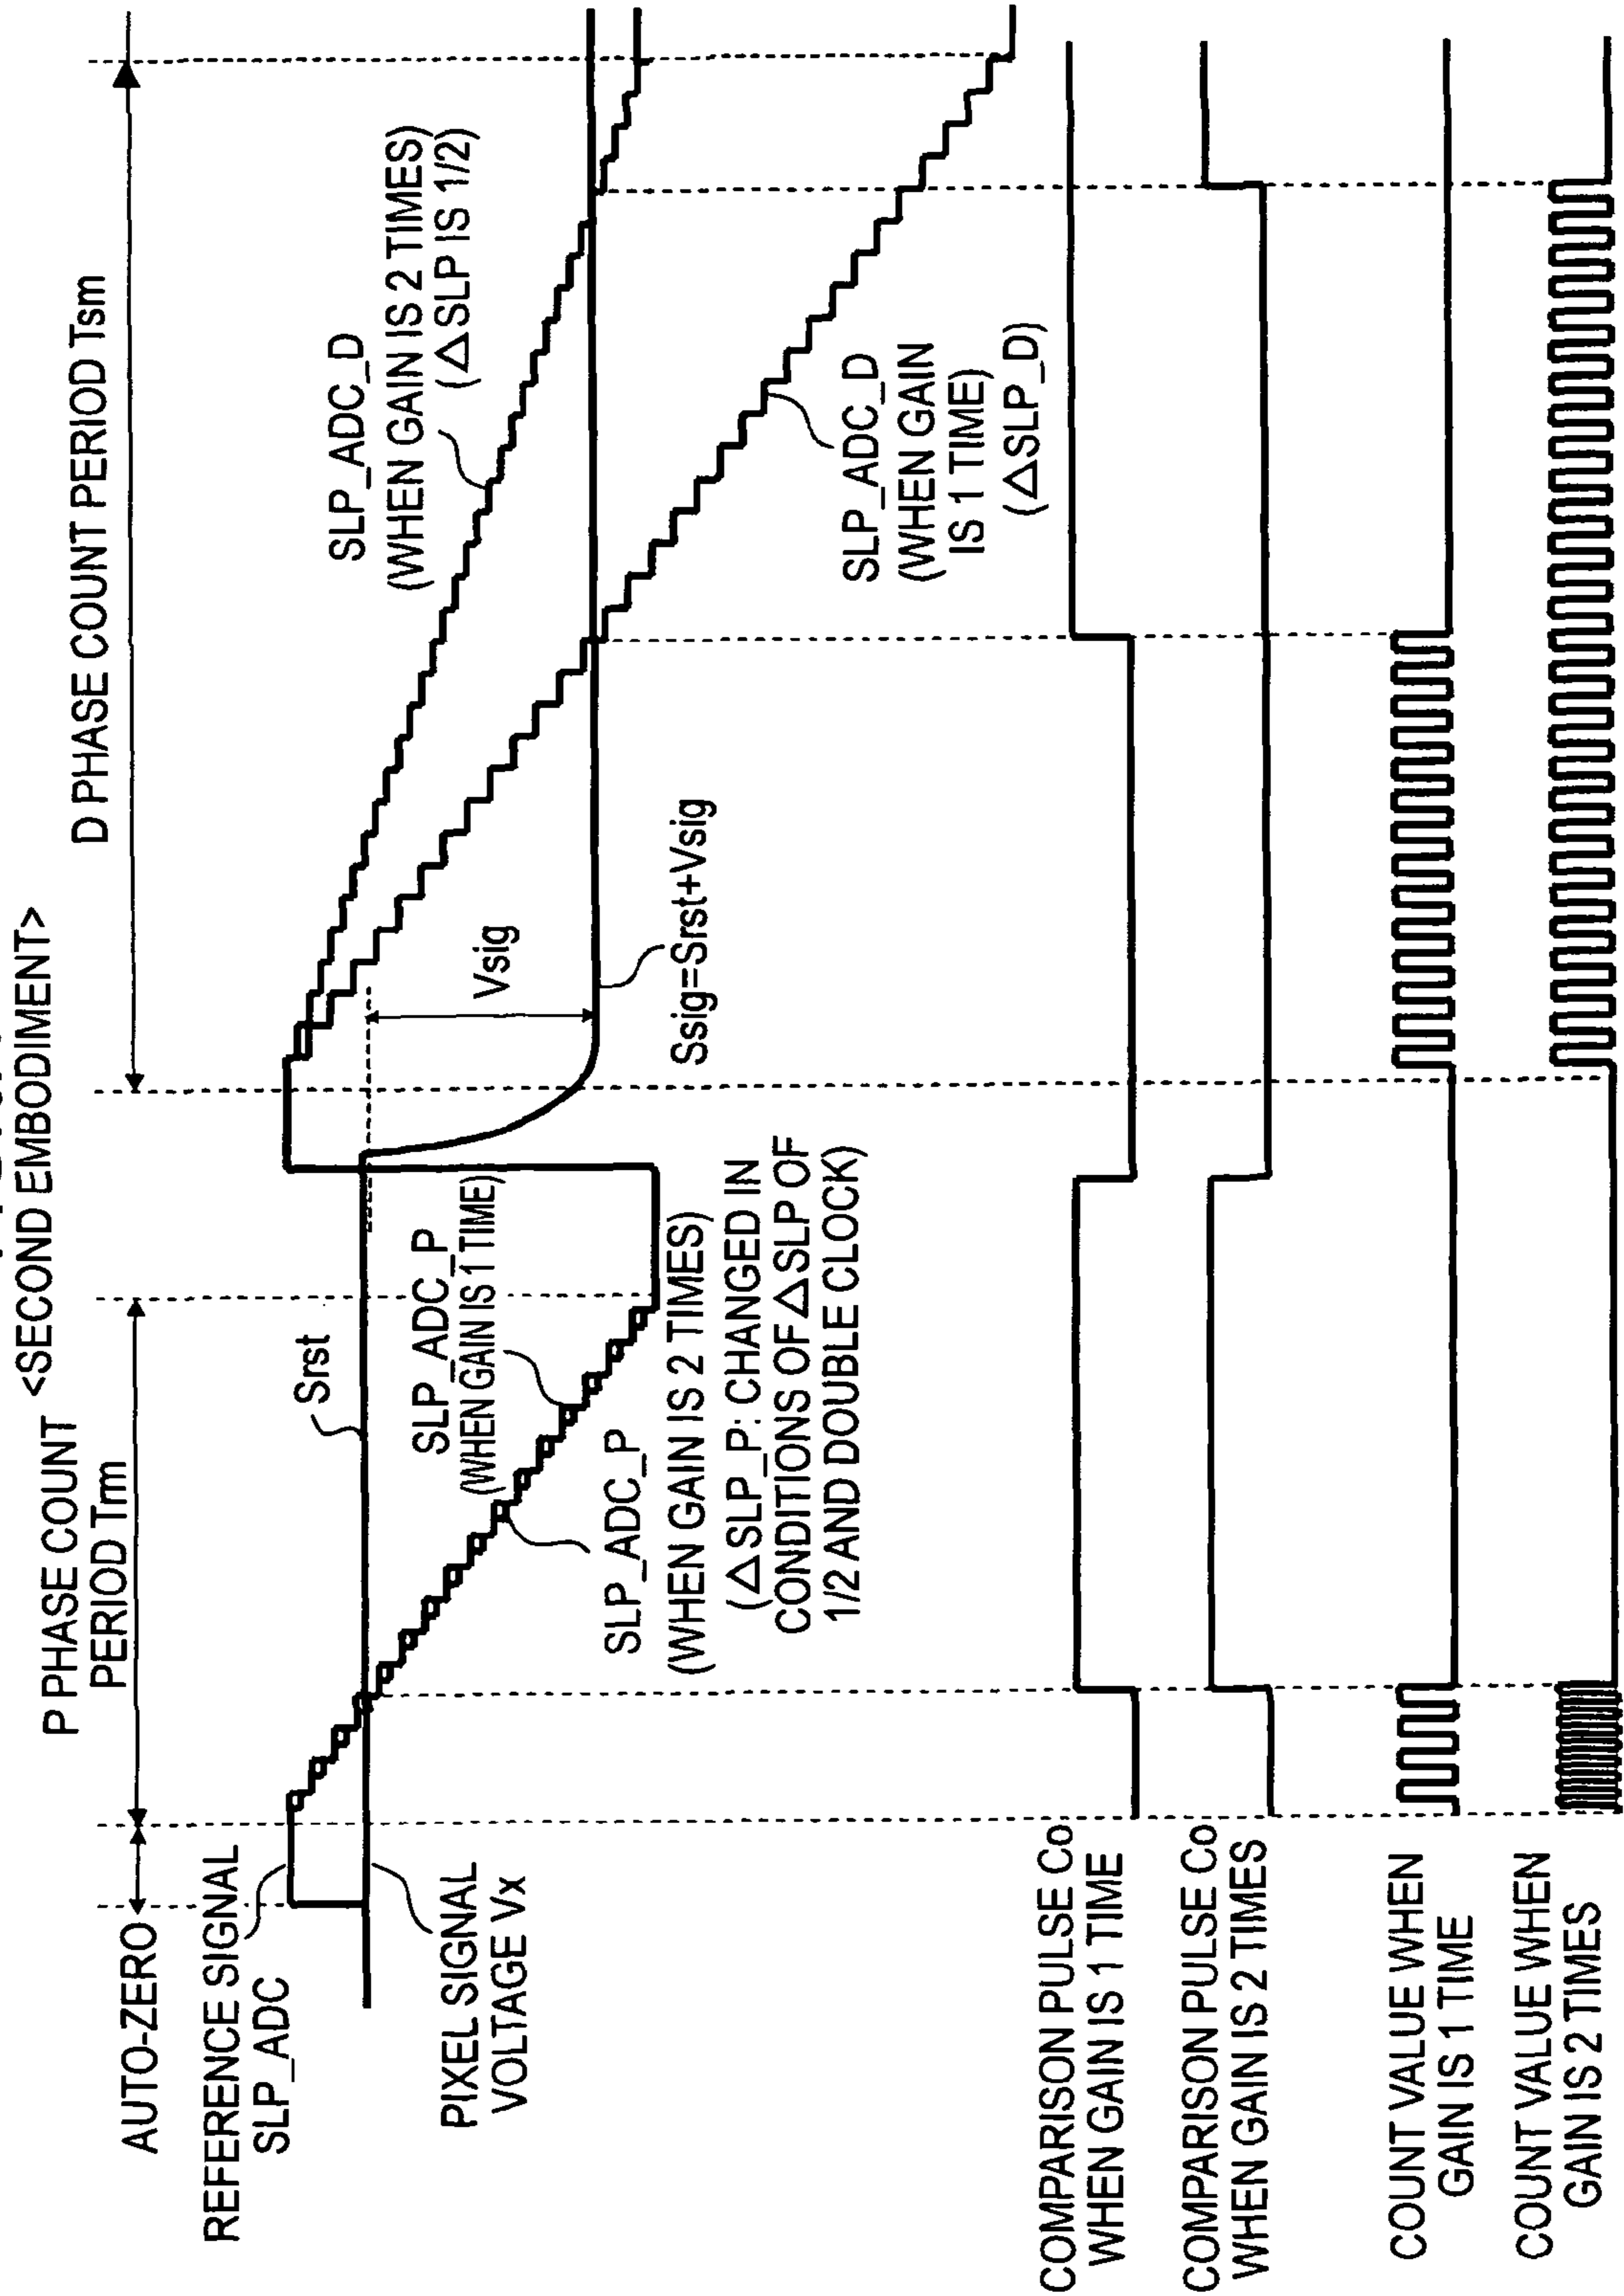 <SECOND EMBODIMENT>
P PHASE COUNT
PERIOD Trm
D PHASE COUNT PERIOD Tsm
AUTO-ZERO
REFERENCE SIGNAL
SLP_ADC
PIXEL SIGNAL
VOLTAGE Vx
Srst
SLP_ADC_P
(WHEN GAIN IS 1 TIME)
SLP_ADC_P
(WHEN GAIN IS 2 TIMES)
(△SLP_P: CHANGED IN
CONDITIONS OF△SLP OF
1/2 AND DOUBLE CLOCK)
Vsig
Ssig=Srst+Vsig
SLP_ADC_D
(WHEN GAIN IS 2 TIMES)
(△SLP IS 1/2)
SLP_ADC_D
(WHEN GAIN
IS 1 TIME)
(△SLP_D)
COMPARISON PULSE Co
WHEN GAIN IS 1 TIME
COMPARISON PULSE Co
WHEN GAIN IS 2 TIMES
COUNT VALUE WHEN
GAIN IS 1 TIME
COUNT VALUE WHEN
GAIN IS 2 TIMES